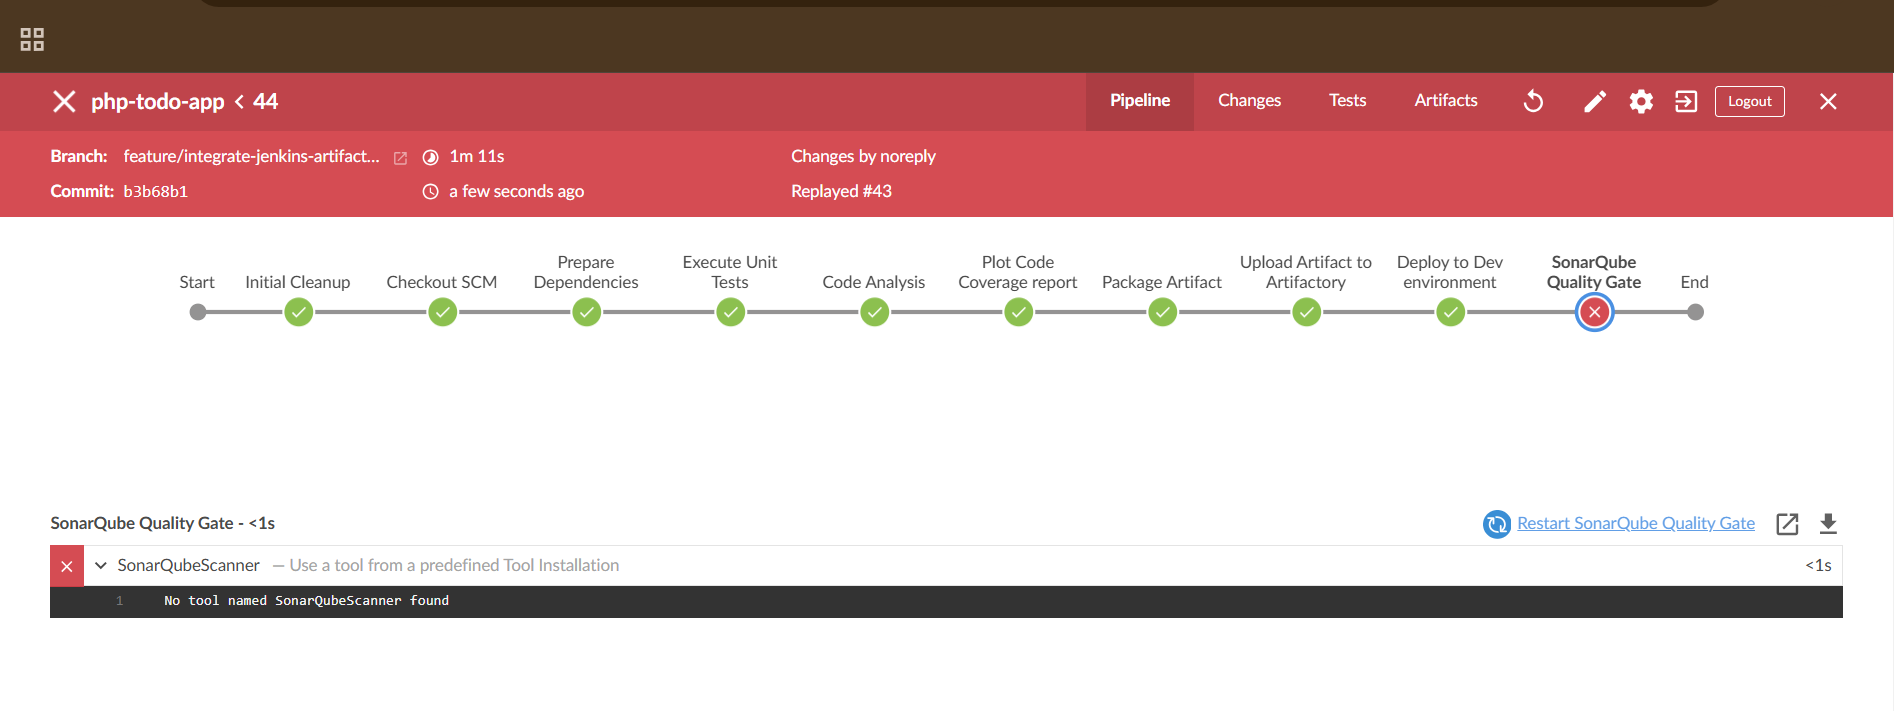 php-todo-app < 44
Pipeline
Changes
Tests
Artifacts
Logout
Branch: feature/integrate-jenkins-artifact...
1m 11s
Changes by noreply
Commit: b3b68b1
a few seconds ago
Replayed #43
Start
Initial Cleanup
Checkout SCM
Prepare
Dependencies
Execute Unit
Tests
Code Analysis
Plot Code
Coverage report
Package Artifact
Upload Artifact to
Artifactory
Deploy to Dev
environment
SonarQube
Quality Gate
End
SonarQube Quality Gate - <1s
Restart SonarQube Quality Gate
SonarQubeScanner — Use a tool from a predefined Tool Installation
<1s
1 No tool named SonarQubeScanner found